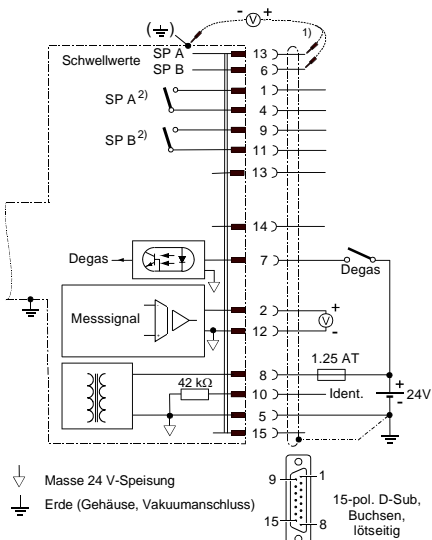 - V +
(⏚)
1)
Schwellwerte
SP A 13
SP B 6
SP A 2) 1
4
SP B 2) 9
11
13
14
Degas 7
Degas
Messsignal
2 +
V
12 -
1.25 AT
8
42 kΩ
10 Ident.
+
24V
-
5
15
Masse 24 V-Speisung
Erde (Gehäuse, Vakuumanschluss)
9 1
15 8
15-pol. D-Sub,
Buchsen,
lötseitig